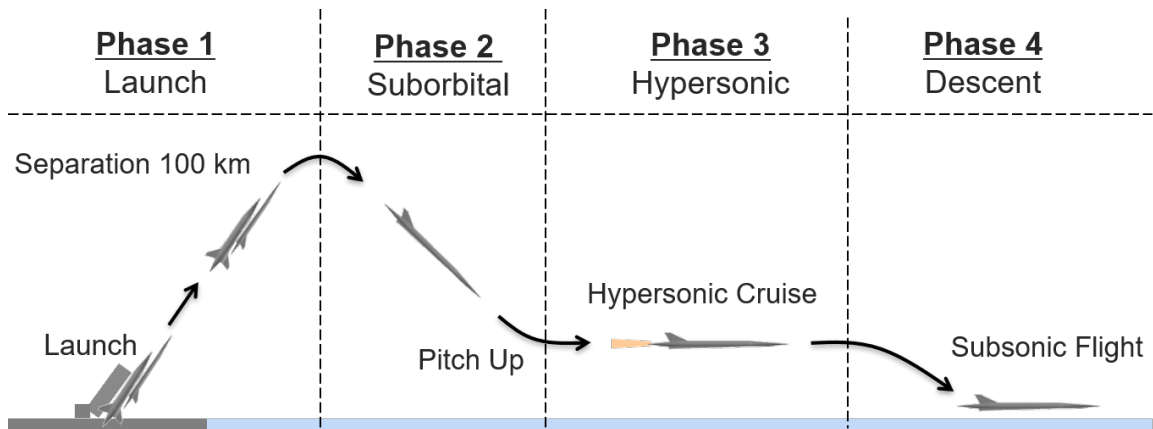 Phase 1
Launch
Phase 2
Suborbital
Phase 3
Hypersonic
Phase 4
Descent
Separation 100 km
Launch
Pitch Up
Hypersonic Cruise
Subsonic Flight